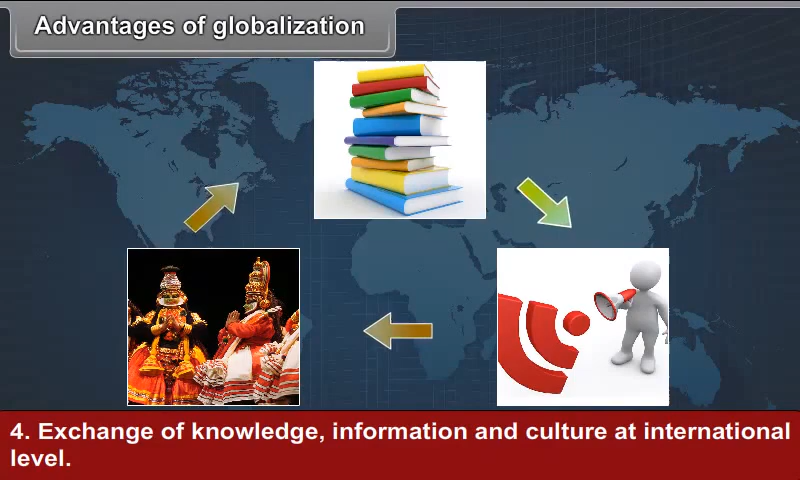 Advantages of globalization
4. Exchange of knowledge, information and culture at international
level.